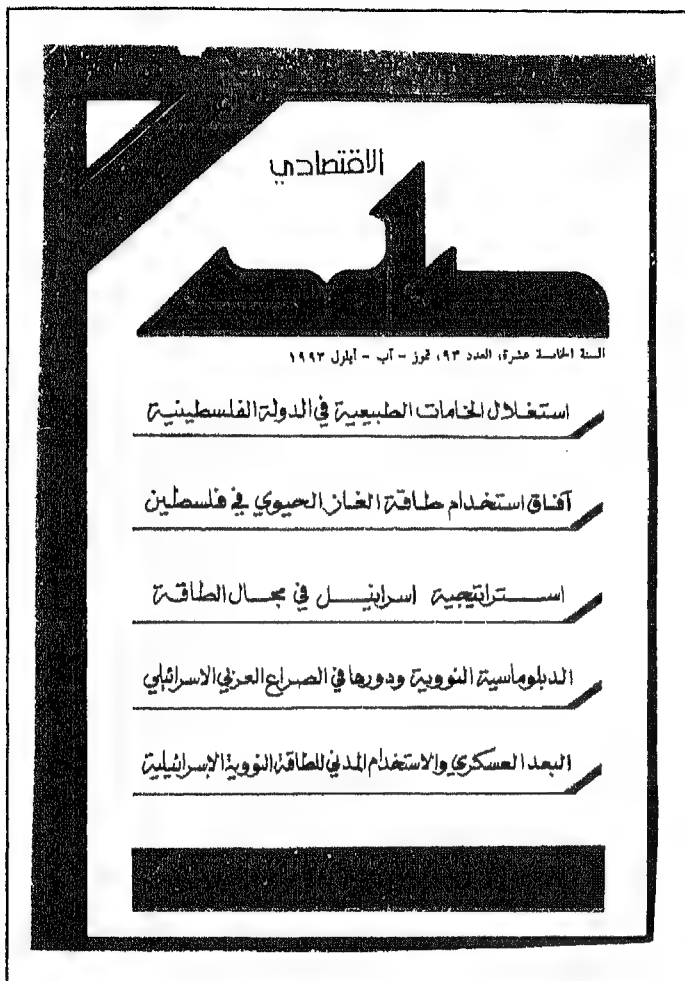 الاقتصادي
صامد
السنة الخامسة عشرة، العدد ٩٣، تموز - آب - أيلول ١٩٩٣
استغلال الخامات الطبيعية في الدولة الفلسطينية
آفاق استخدام طاقة الغاز الحيوي في فلسطين
استراتيجية اسرائيل في مجال الطاقة
الدبلوماسية النووية ودورها في الصراع العربي الاسرائيلي
البعد العسكري والاستخدام المدني للطاقة النووية الإسرائيلية